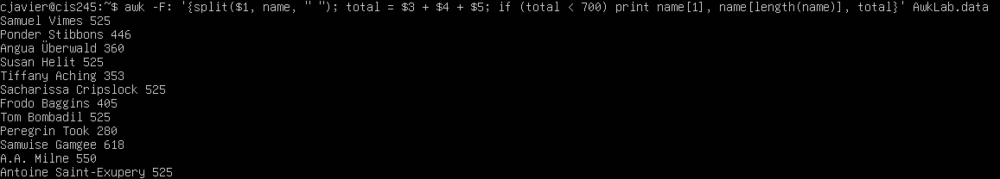 cjavier@cis245:~$ awk -F: '{split($1, name, " "); total = $3 + $4 + $5; if (total < 700) print name[1], name[length(name)], total}' AwkLab.data
Samuel Vimes 525
Ponder Stibbons 446
Angua Überwald 360
Susan Helit 525
Tiffany Aching 353
Sacharissa Cripslock 525
Frodo Baggins 405
Tom Bombadil 525
Peregrin Took 280
Samwise Gamgee 618
A.A. Milne 550
Antoine Saint-Exupery 525